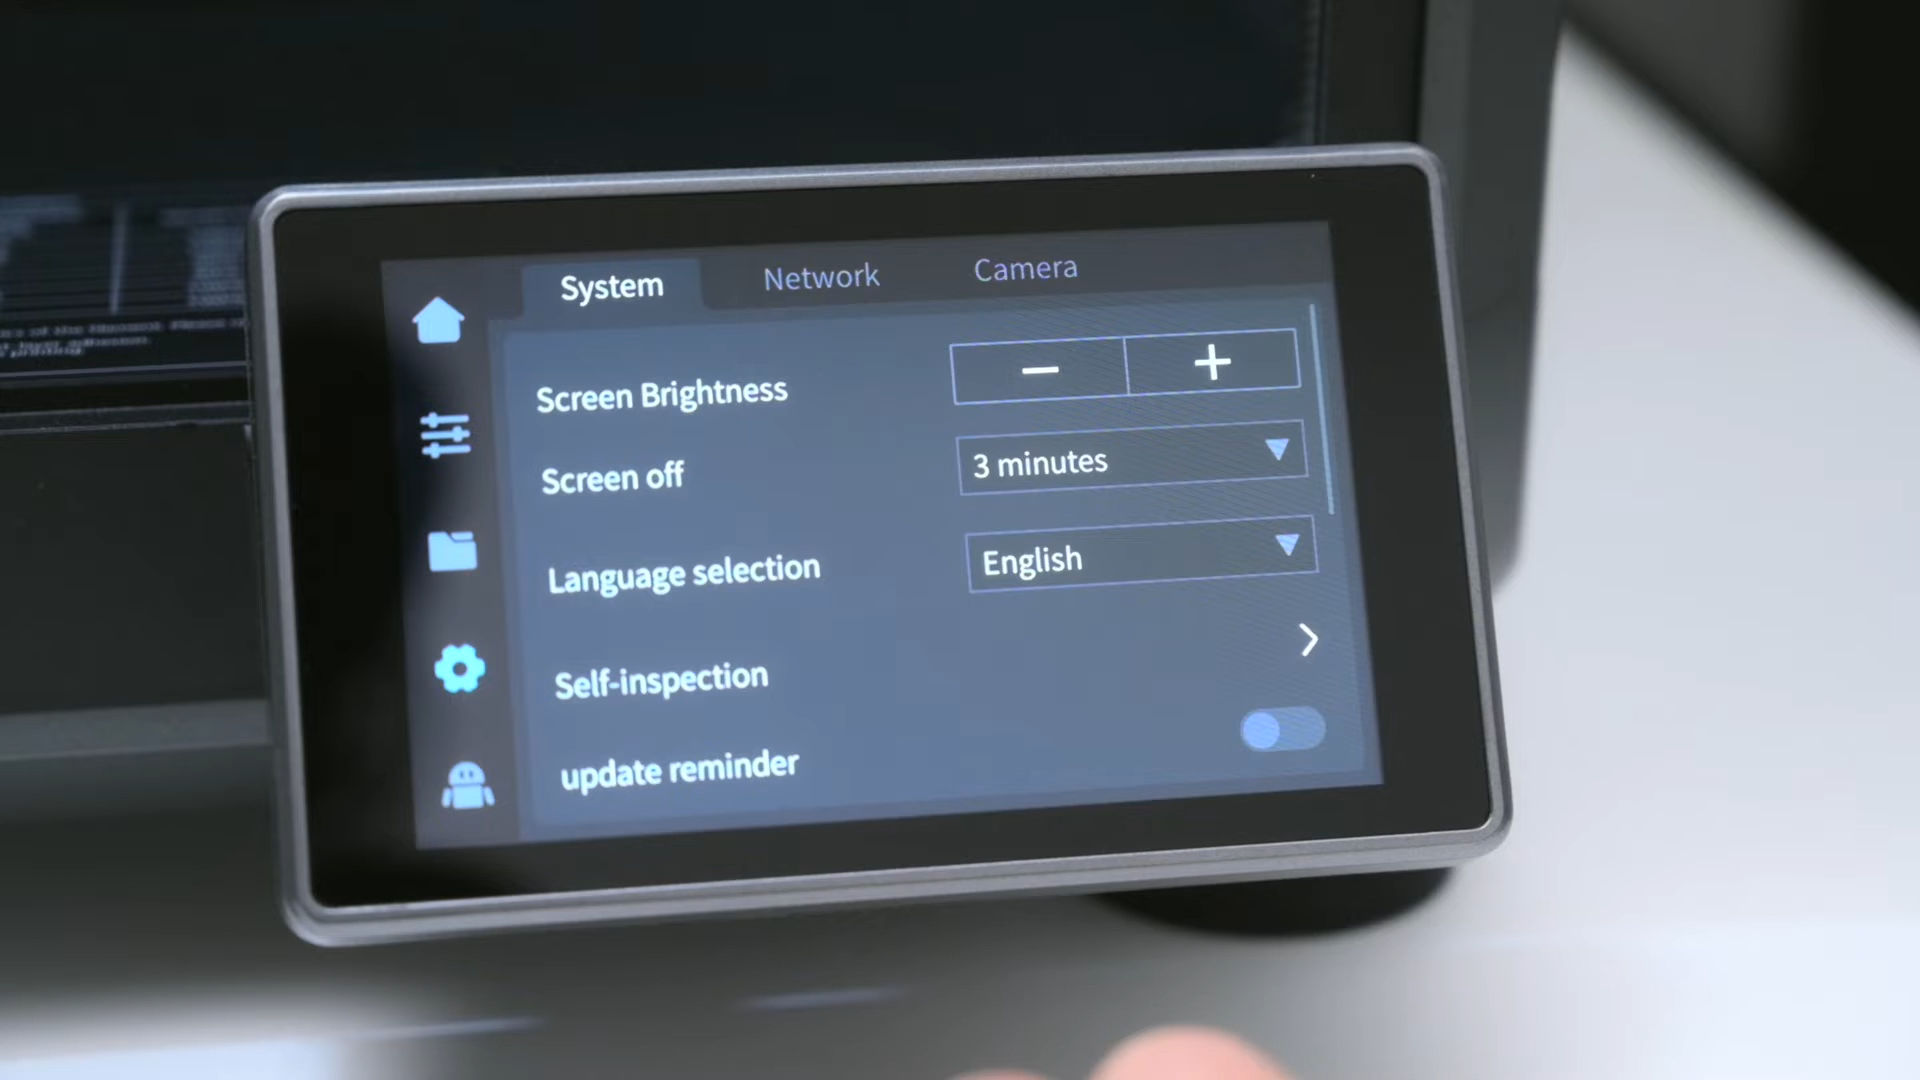 System
Network
Camera
Screen Brightness
Screen off
3 minutes
Language selection
English
Self-inspection
update reminder